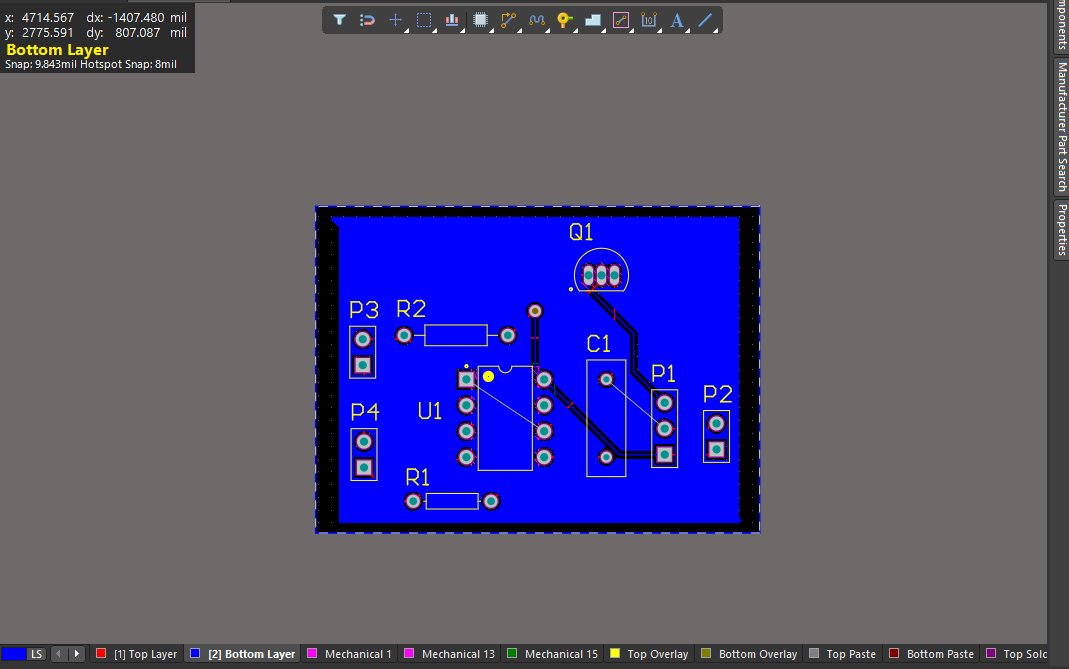 x: 4714.567 dx: -1407.480 mil
y: 2775.591 dy: 807.087 mil
Bottom Layer
Snap: 9.843mil Hotspot Snap: 8mil
10
A
mponents
Manufacturer Part Search
Properties
Q1
P3
R2
C1
P1
P2
P4
U1
R1
LS
[1] Top Layer
[2] Bottom Layer
Mechanical 1
Mechanical 13
Mechanical 15
Top Overlay
Bottom Overlay
Top Paste
Bottom Paste
Top Solc